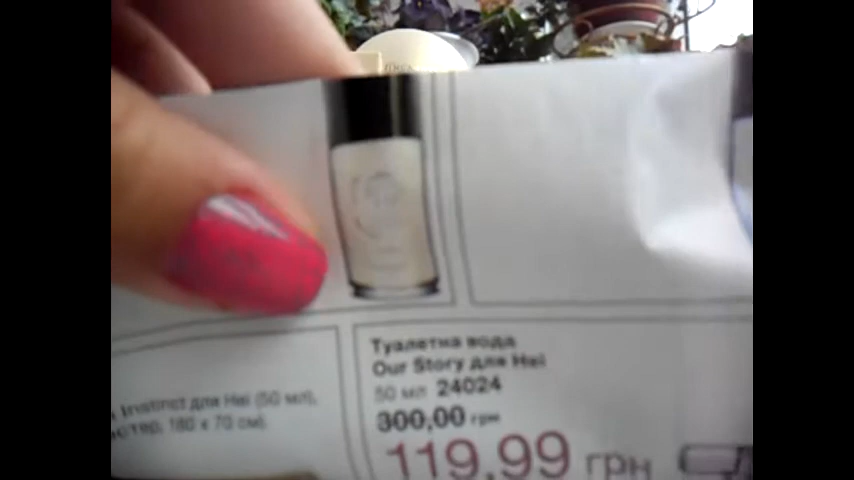 Туалетна вода
Our Story для Неї
50 мл 24024
300,00 грн
119,99 грн
Instinct для Неї (50 мл),
180 x 70 см).